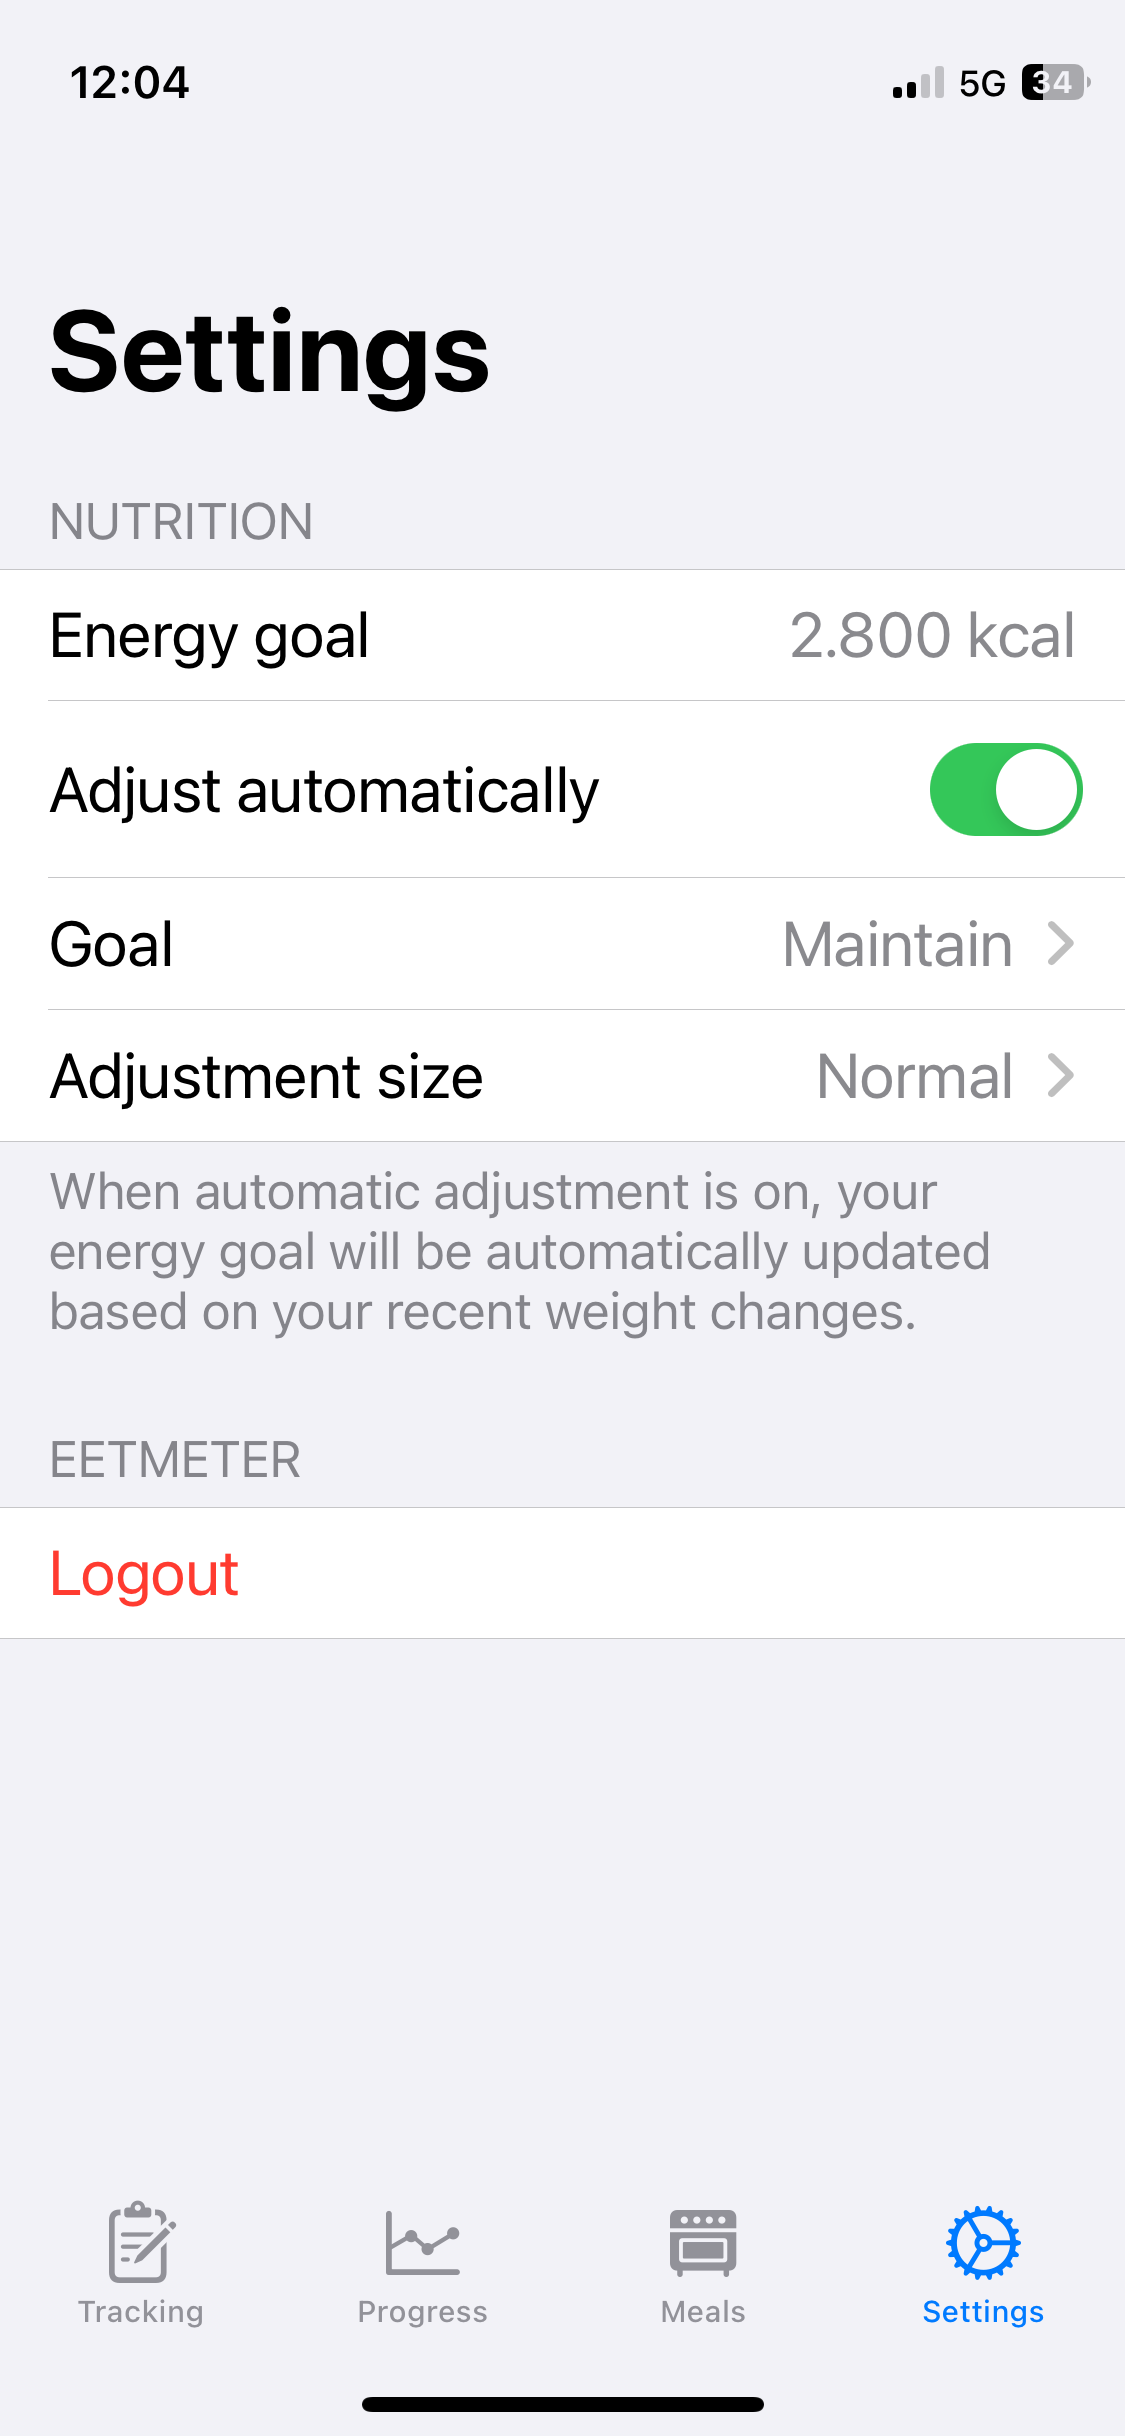 12:04
5G 34
Settings
NUTRITION
Energy goal 2.800 kcal
Adjust automatically
Goal Maintain
Adjustment size Normal
When automatic adjustment is on, your
energy goal will be automatically updated
based on your recent weight changes.
EETMETER
Logout
Tracking Progress Meals Settings